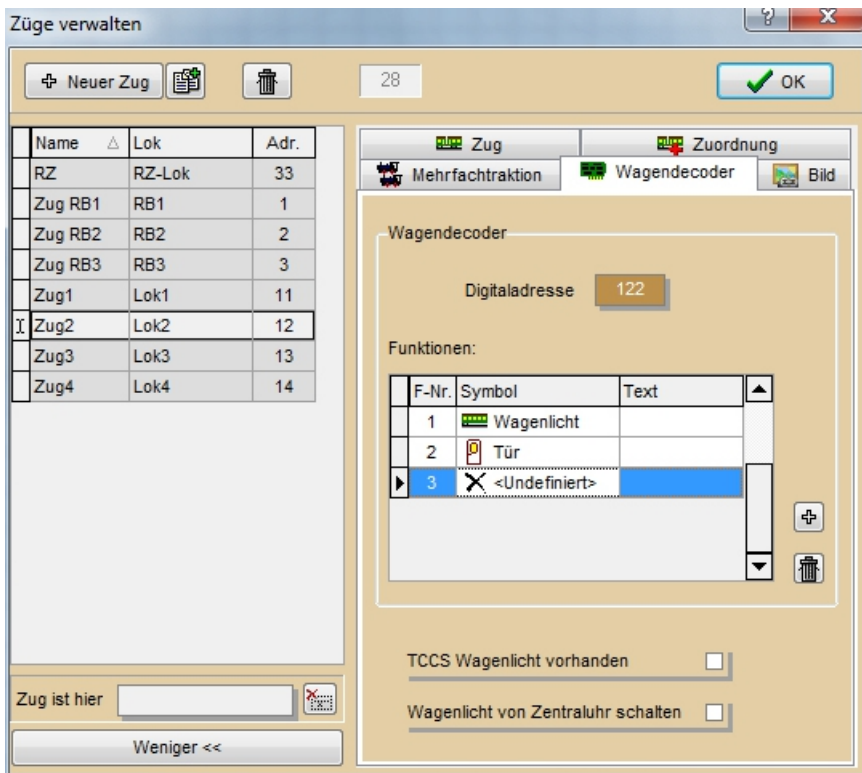 Züge verwalten
? X
Neuer Zug 28 OK
Name Lok Adr.
RZ RZ-Lok 33
Zug RB1 RB1 1
Zug RB2 RB2 2
Zug RB3 RB3 3
Zug1 Lok1 11
Zug2 Lok2 12
Zug3 Lok3 13
Zug4 Lok4 14
Zug ist hier
Weniger <<
Zug Zuordnung
Mehrfachtraktion Wagendecoder Bild
Wagendecoder
Digitaladresse 122
Funktionen:
F-Nr. Symbol Text
1 Wagenlicht
2 Tür
3 <Undefiniert>
TCCS Wagenlicht vorhanden
Wagenlicht von Zentraluhr schalten